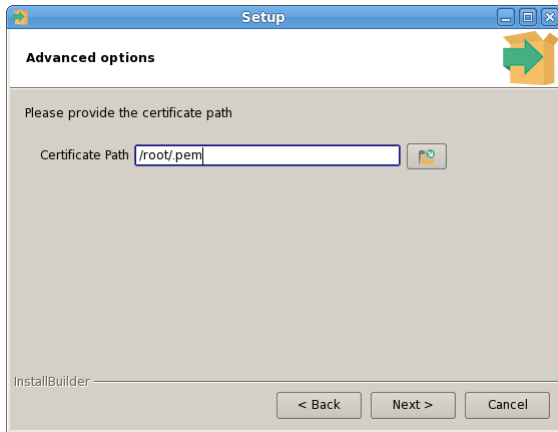 Setup
Advanced options
Please provide the certificate path
Certificate Path /root/.pem
InstallBuilder
< Back Next > Cancel